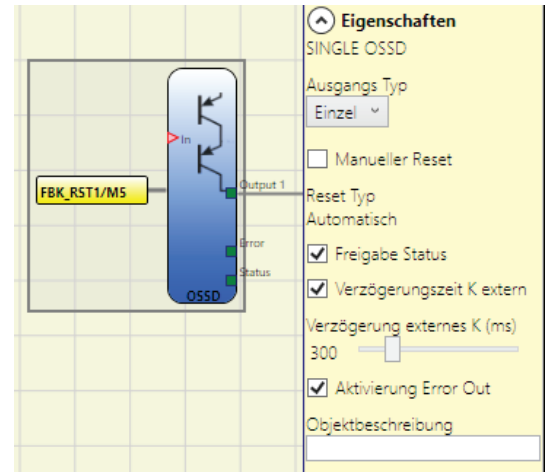 In
FBK_RST1/M5
Output 1
Error
Status
OSSD
Eigenschaften
SINGLE OSSD
Ausgangs Typ
Einzel
Manueller Reset
Reset Typ
Automatisch
Freigabe Status
Verzögerungszeit K extern
Verzögerung externes K (ms)
300
Aktivierung Error Out
Objektbeschreibung